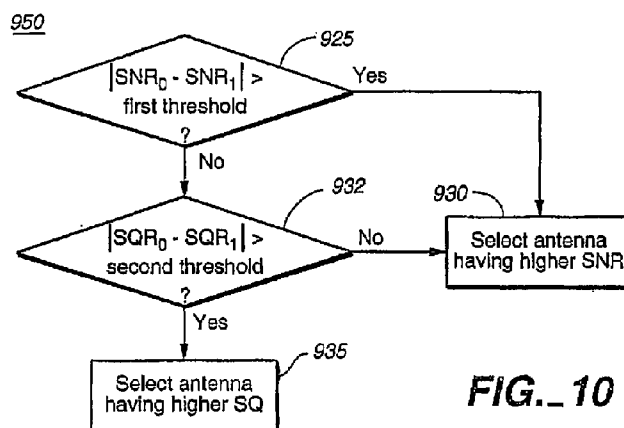 950
925
|SNR₀ - SNR₁| >
first threshold
?
Yes
No
932
|SQR₀ - SQR₁| >
second threshold
?
No
930
Select antenna
having higher SNR
Yes
935
Select antenna
having higher SQ
FIG._10